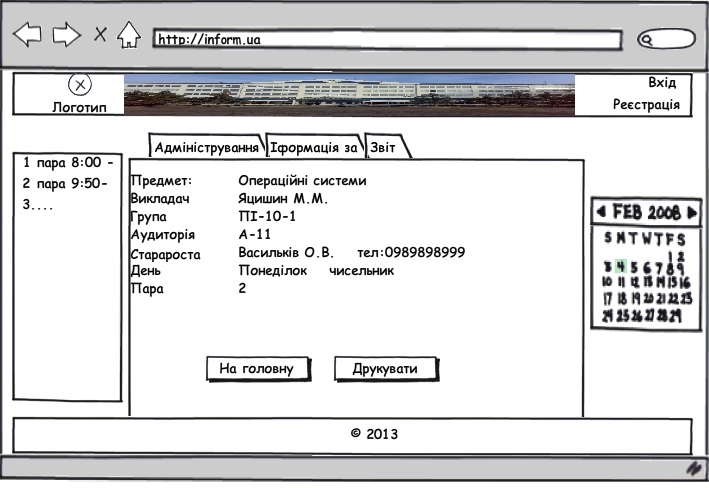 http://inform.ua
Вхід
Логотип
Реєстрація
Адміністрування Іформація за Звіт
1 пара 8:00 -
2 пара 9:50-
3....
Предмет: Операційні системи
Викладач Яцишин М.М.
Група ПІ-10-1
Аудиторія А-11
Старароста Васильків О.В. тел:0989898999
День Понеділок чисельник
Пара 2
FEB 2008
S M T W T F S
1 2
3 4 5 6 7 8 9
10 11 12 13 14 15 16
17 18 19 20 21 22 23
24 25 26 27 28 29
На головну Друкувати
© 2013